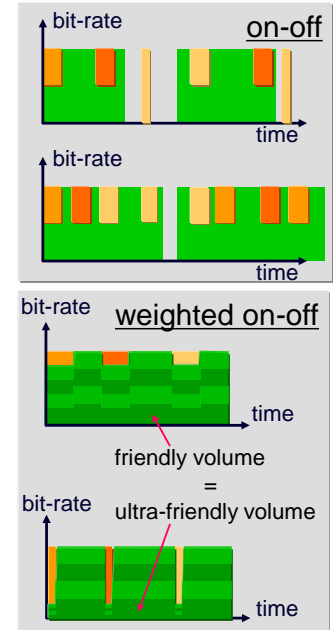 on-off
bit-rate
time
bit-rate
time
weighted on-off
bit-rate
time
friendly volume
=
ultra-friendly volume
bit-rate
time